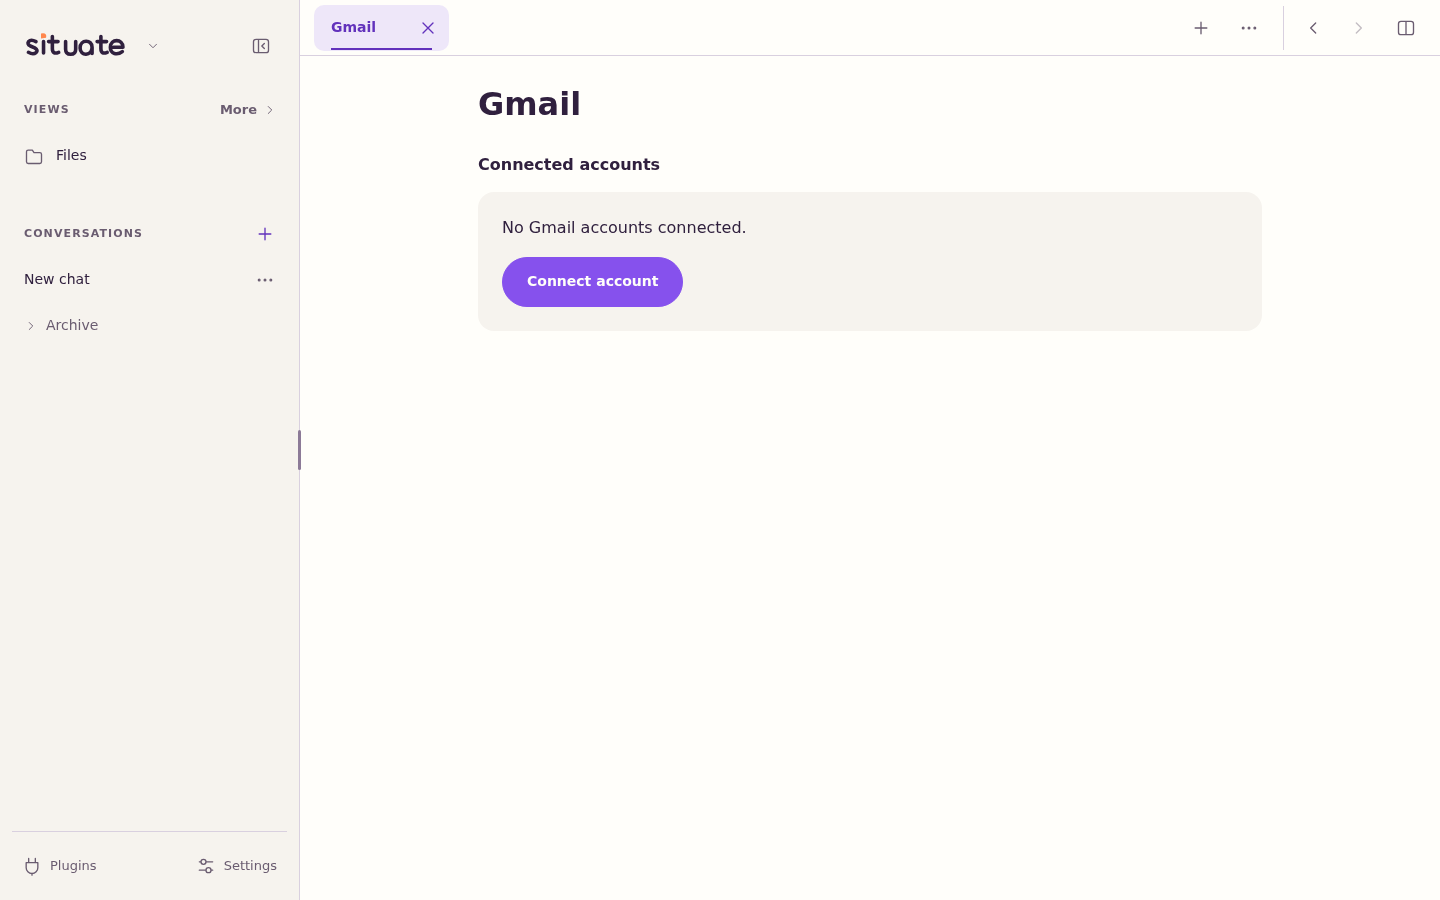 situate
VIEWS
More
Files
CONVERSATIONS
New chat
Archive
Plugins
Settings
Gmail
Gmail
Connected accounts
No Gmail accounts connected.
Connect account